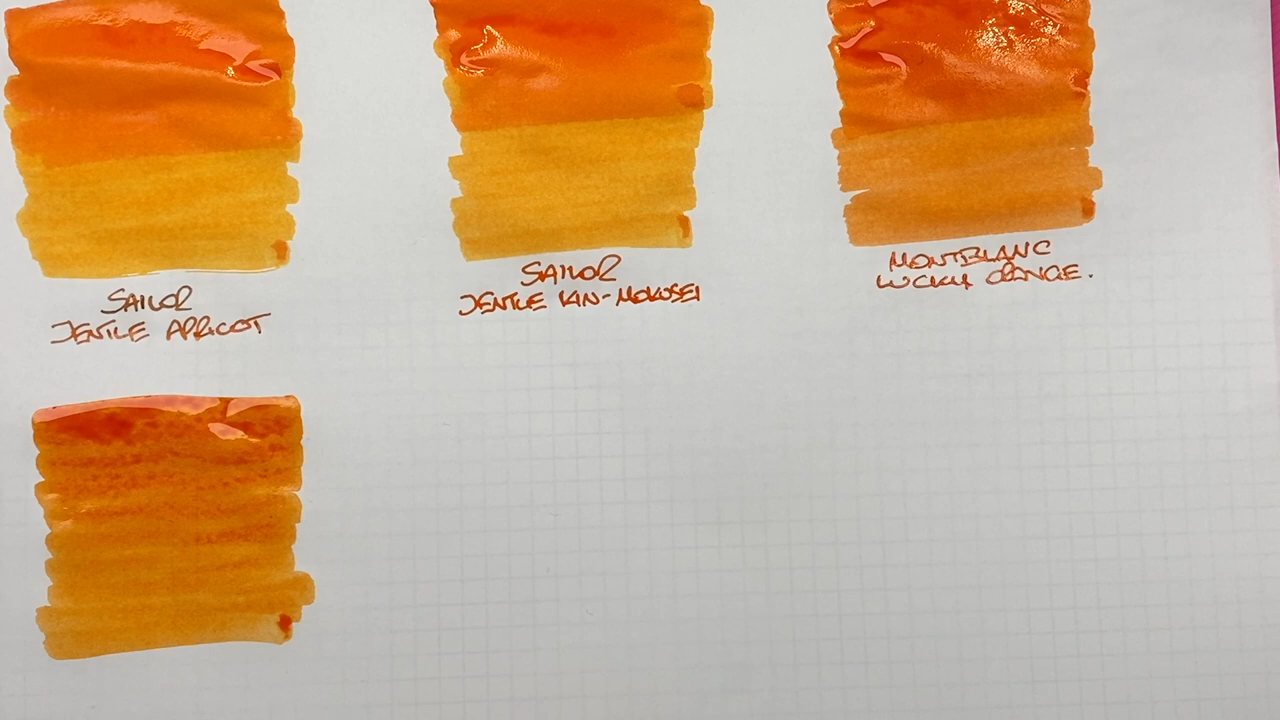 SAILOR
JENTLE APRICOT
SAILOR
JENTLE KIN-MOKUSEI
MONTBLANC
LUCKY ORANGE.